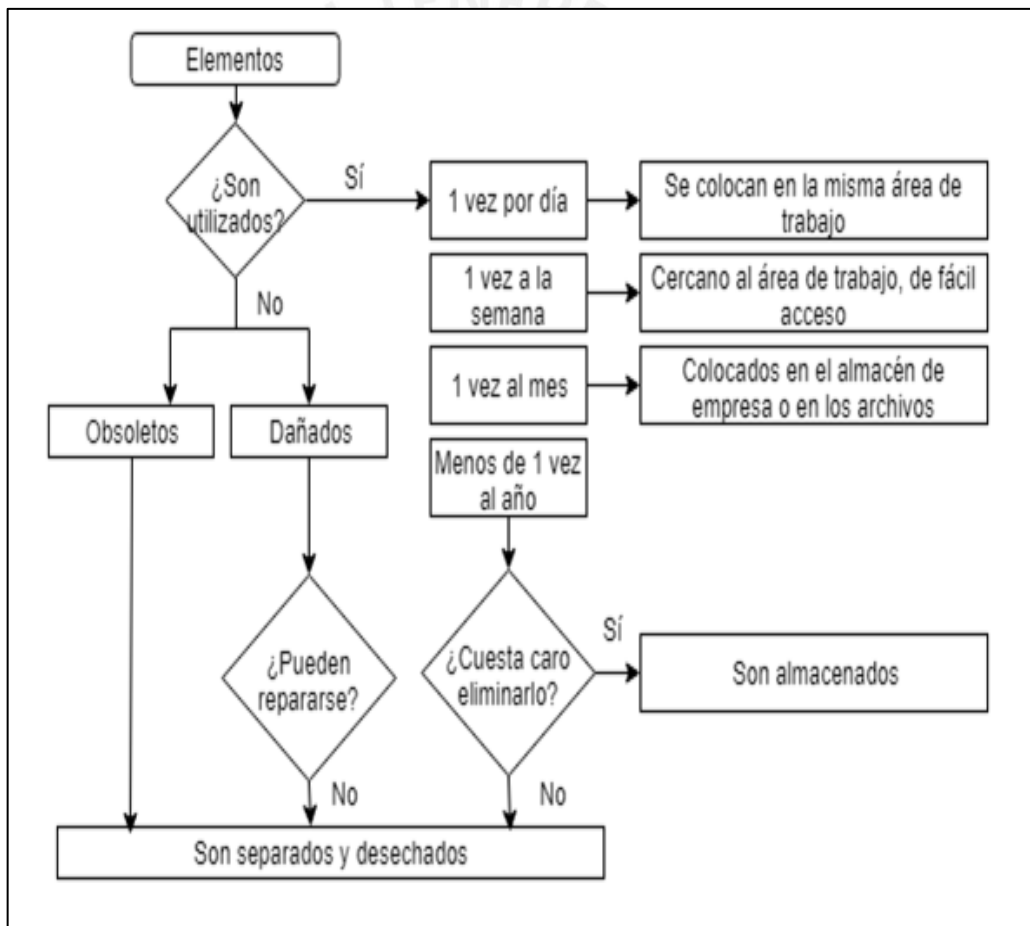 Elementos
¿Son
utilizados?
Sí
1 vez por día
Se colocan en la misma área de
trabajo
1 vez a la
semana
Cercano al área de trabajo, de fácil
acceso
No
1 vez al mes
Colocados en el almacén de
empresa o en los archivos
Obsoletos
Dañados
Menos de 1 vez
al año
¿Pueden
repararse?
¿Cuesta caro
eliminarlo?
Sí
Son almacenados
No
No
Son separados y desechados